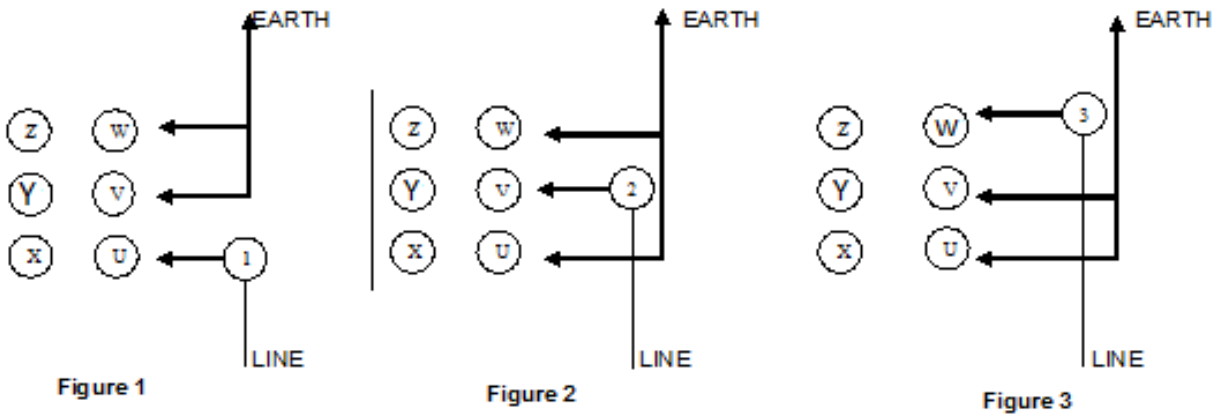 EARTH
Z W
Y V
X U 1
LINE
Figure 1
EARTH
Z W
Y V 2
X U
LINE
Figure 2
EARTH
Z W 3
Y V
X U
LINE
Figure 3